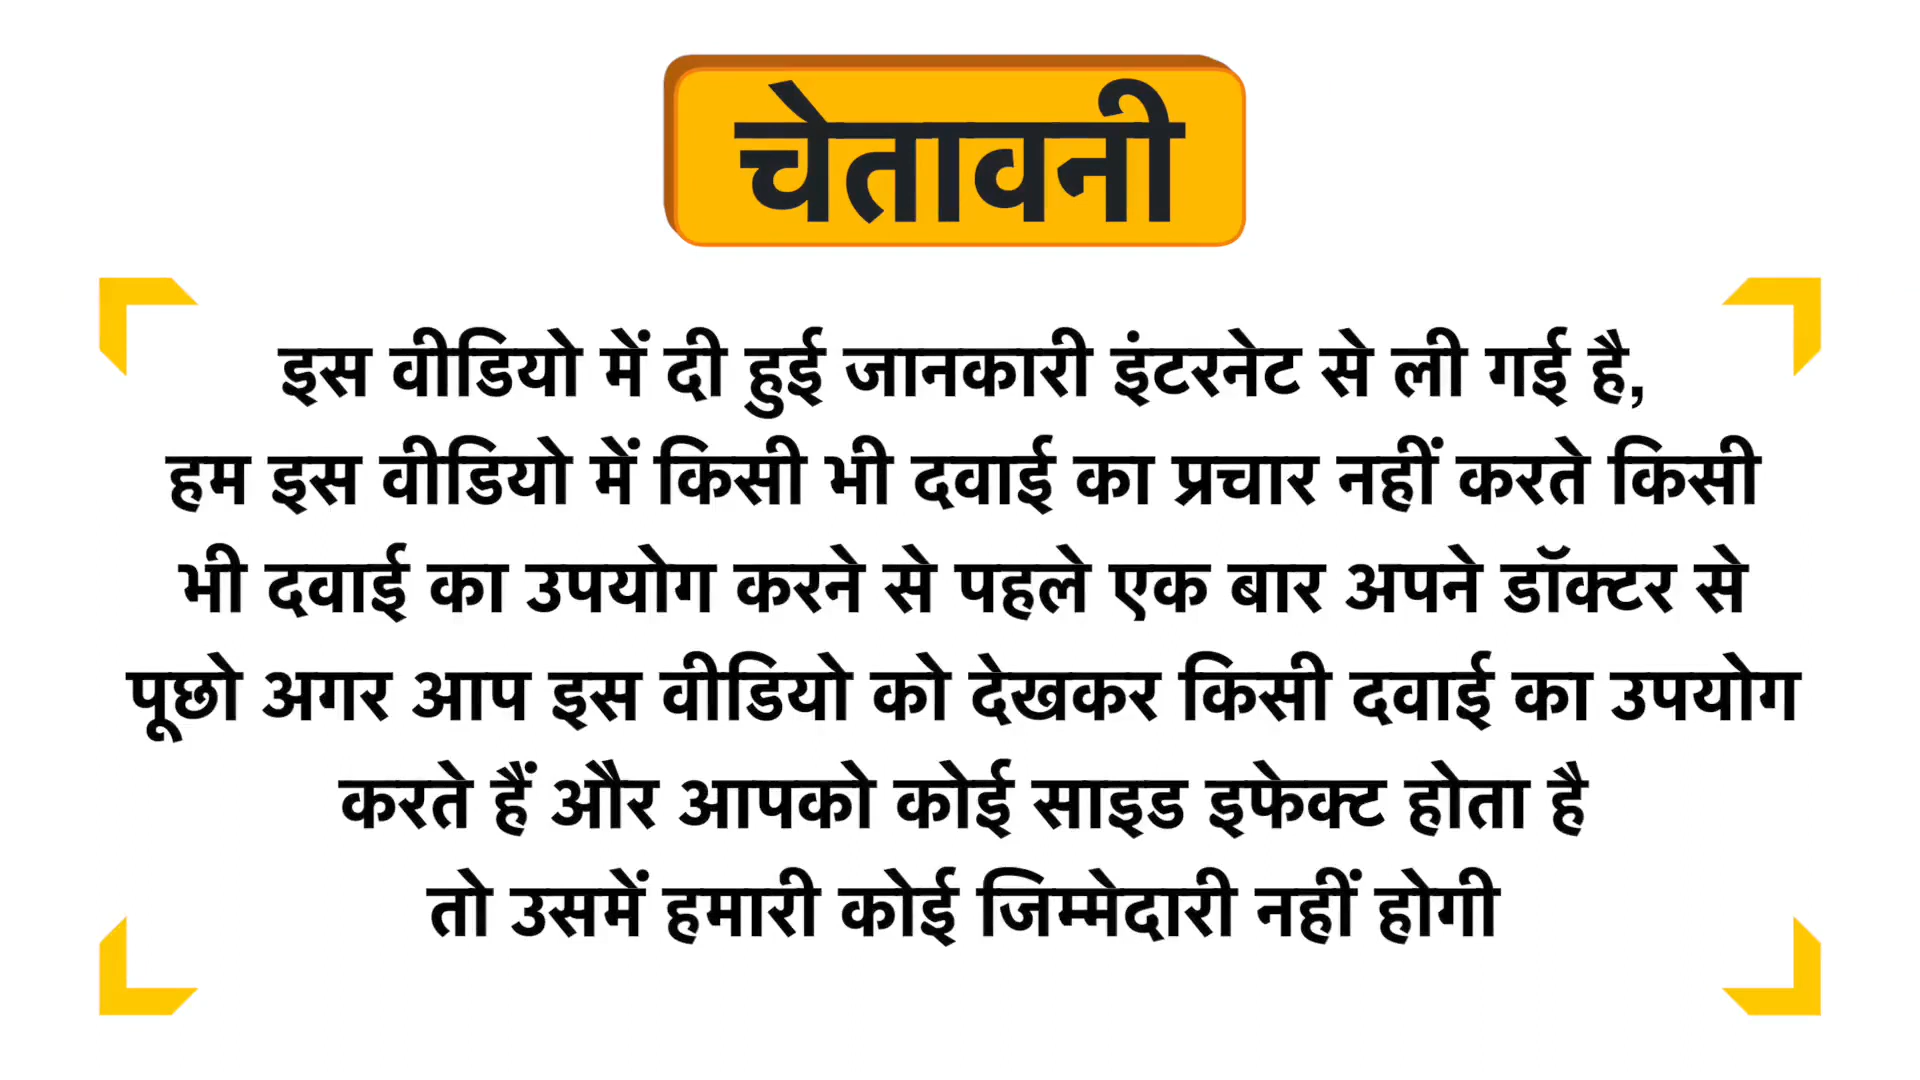 चेतावनी
इस वीडियो में दी हुई जानकारी इंटरनेट से ली गई है,
हम इस वीडियो में किसी भी दवाई का प्रचार नहीं करते किसी
भी दवाई का उपयोग करने से पहले एक बार अपने डॉक्टर से
पूछो अगर आप इस वीडियो को देखकर किसी दवाई का उपयोग
करते हैं और आपको कोई साइड इफेक्ट होता है
तो उसमें हमारी कोई जिम्मेदारी नहीं होगी